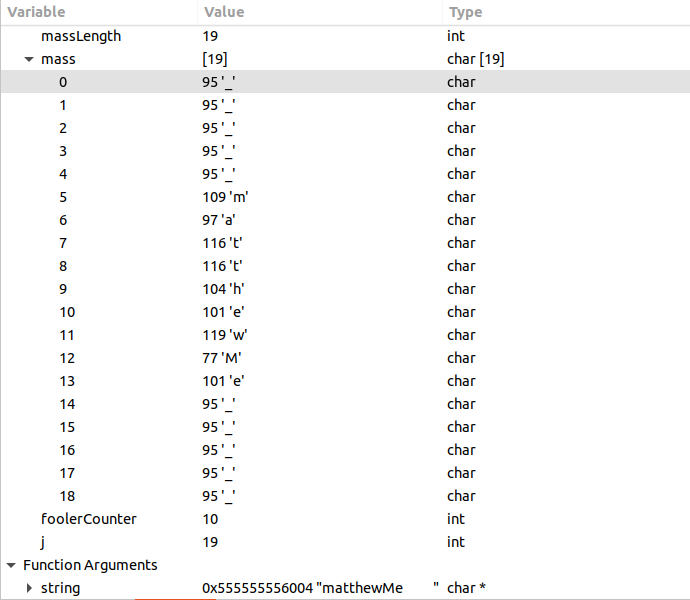 Variable Value Type
massLength 19 int
mass [19] char [19]
0 95 '_' char
1 95 '_' char
2 95 '_' char
3 95 '_' char
4 95 '_' char
5 109 'm' char
6 97 'a' char
7 116 't' char
8 116 't' char
9 104 'h' char
10 101 'e' char
11 119 'w' char
12 77 'M' char
13 101 'e' char
14 95 '_' char
15 95 '_' char
16 95 '_' char
17 95 '_' char
18 95 '_' char
foolerCounter 10 int
j 19 int
Function Arguments
string 0x555555556004 "matthewMe          " char *